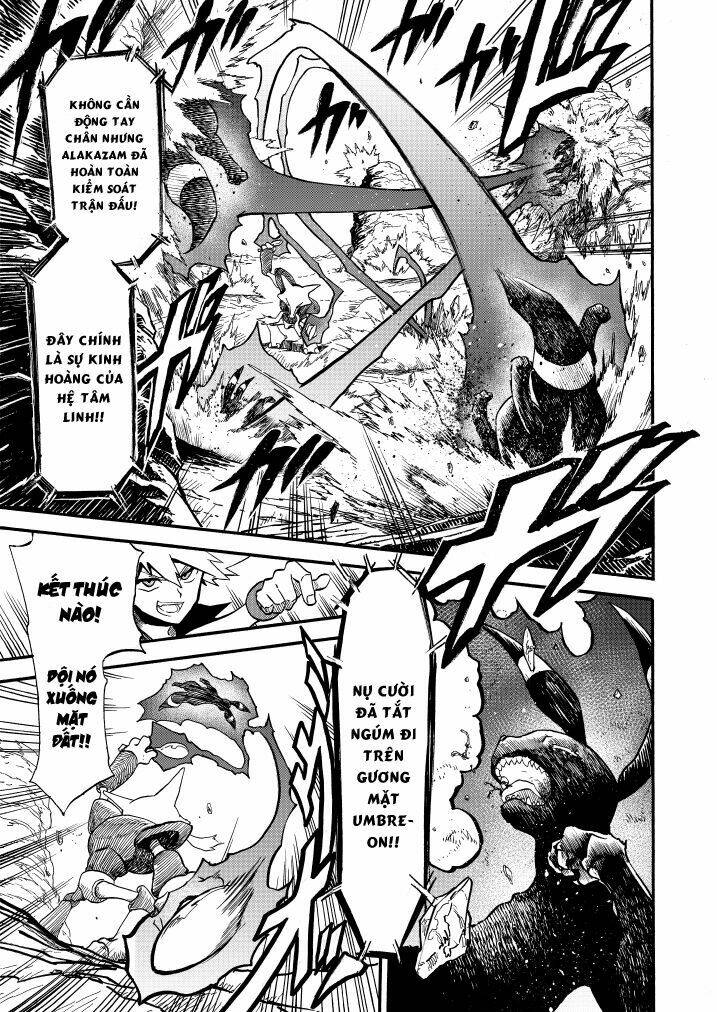 KHÔNG CẦN
ĐỘNG TAY
CHÂN NHƯNG
ALAKAZAM ĐÃ
HOÀN TOÀN
KIỂM SOÁT
TRẬN ĐẤU!
ĐÂY CHÍNH
LÀ SỰ KINH
HOÀNG CỦA
HỆ TÂM
LINH!!
KẾT THÚC
NÀO!
DỘI NÓ
XUỐNG
MẶT
ĐẤT!!
NỤ CƯỜI
ĐÃ TẮT
NGÚM ĐI
TRÊN
GƯƠNG
MẶT
UMBRE-
ON!!